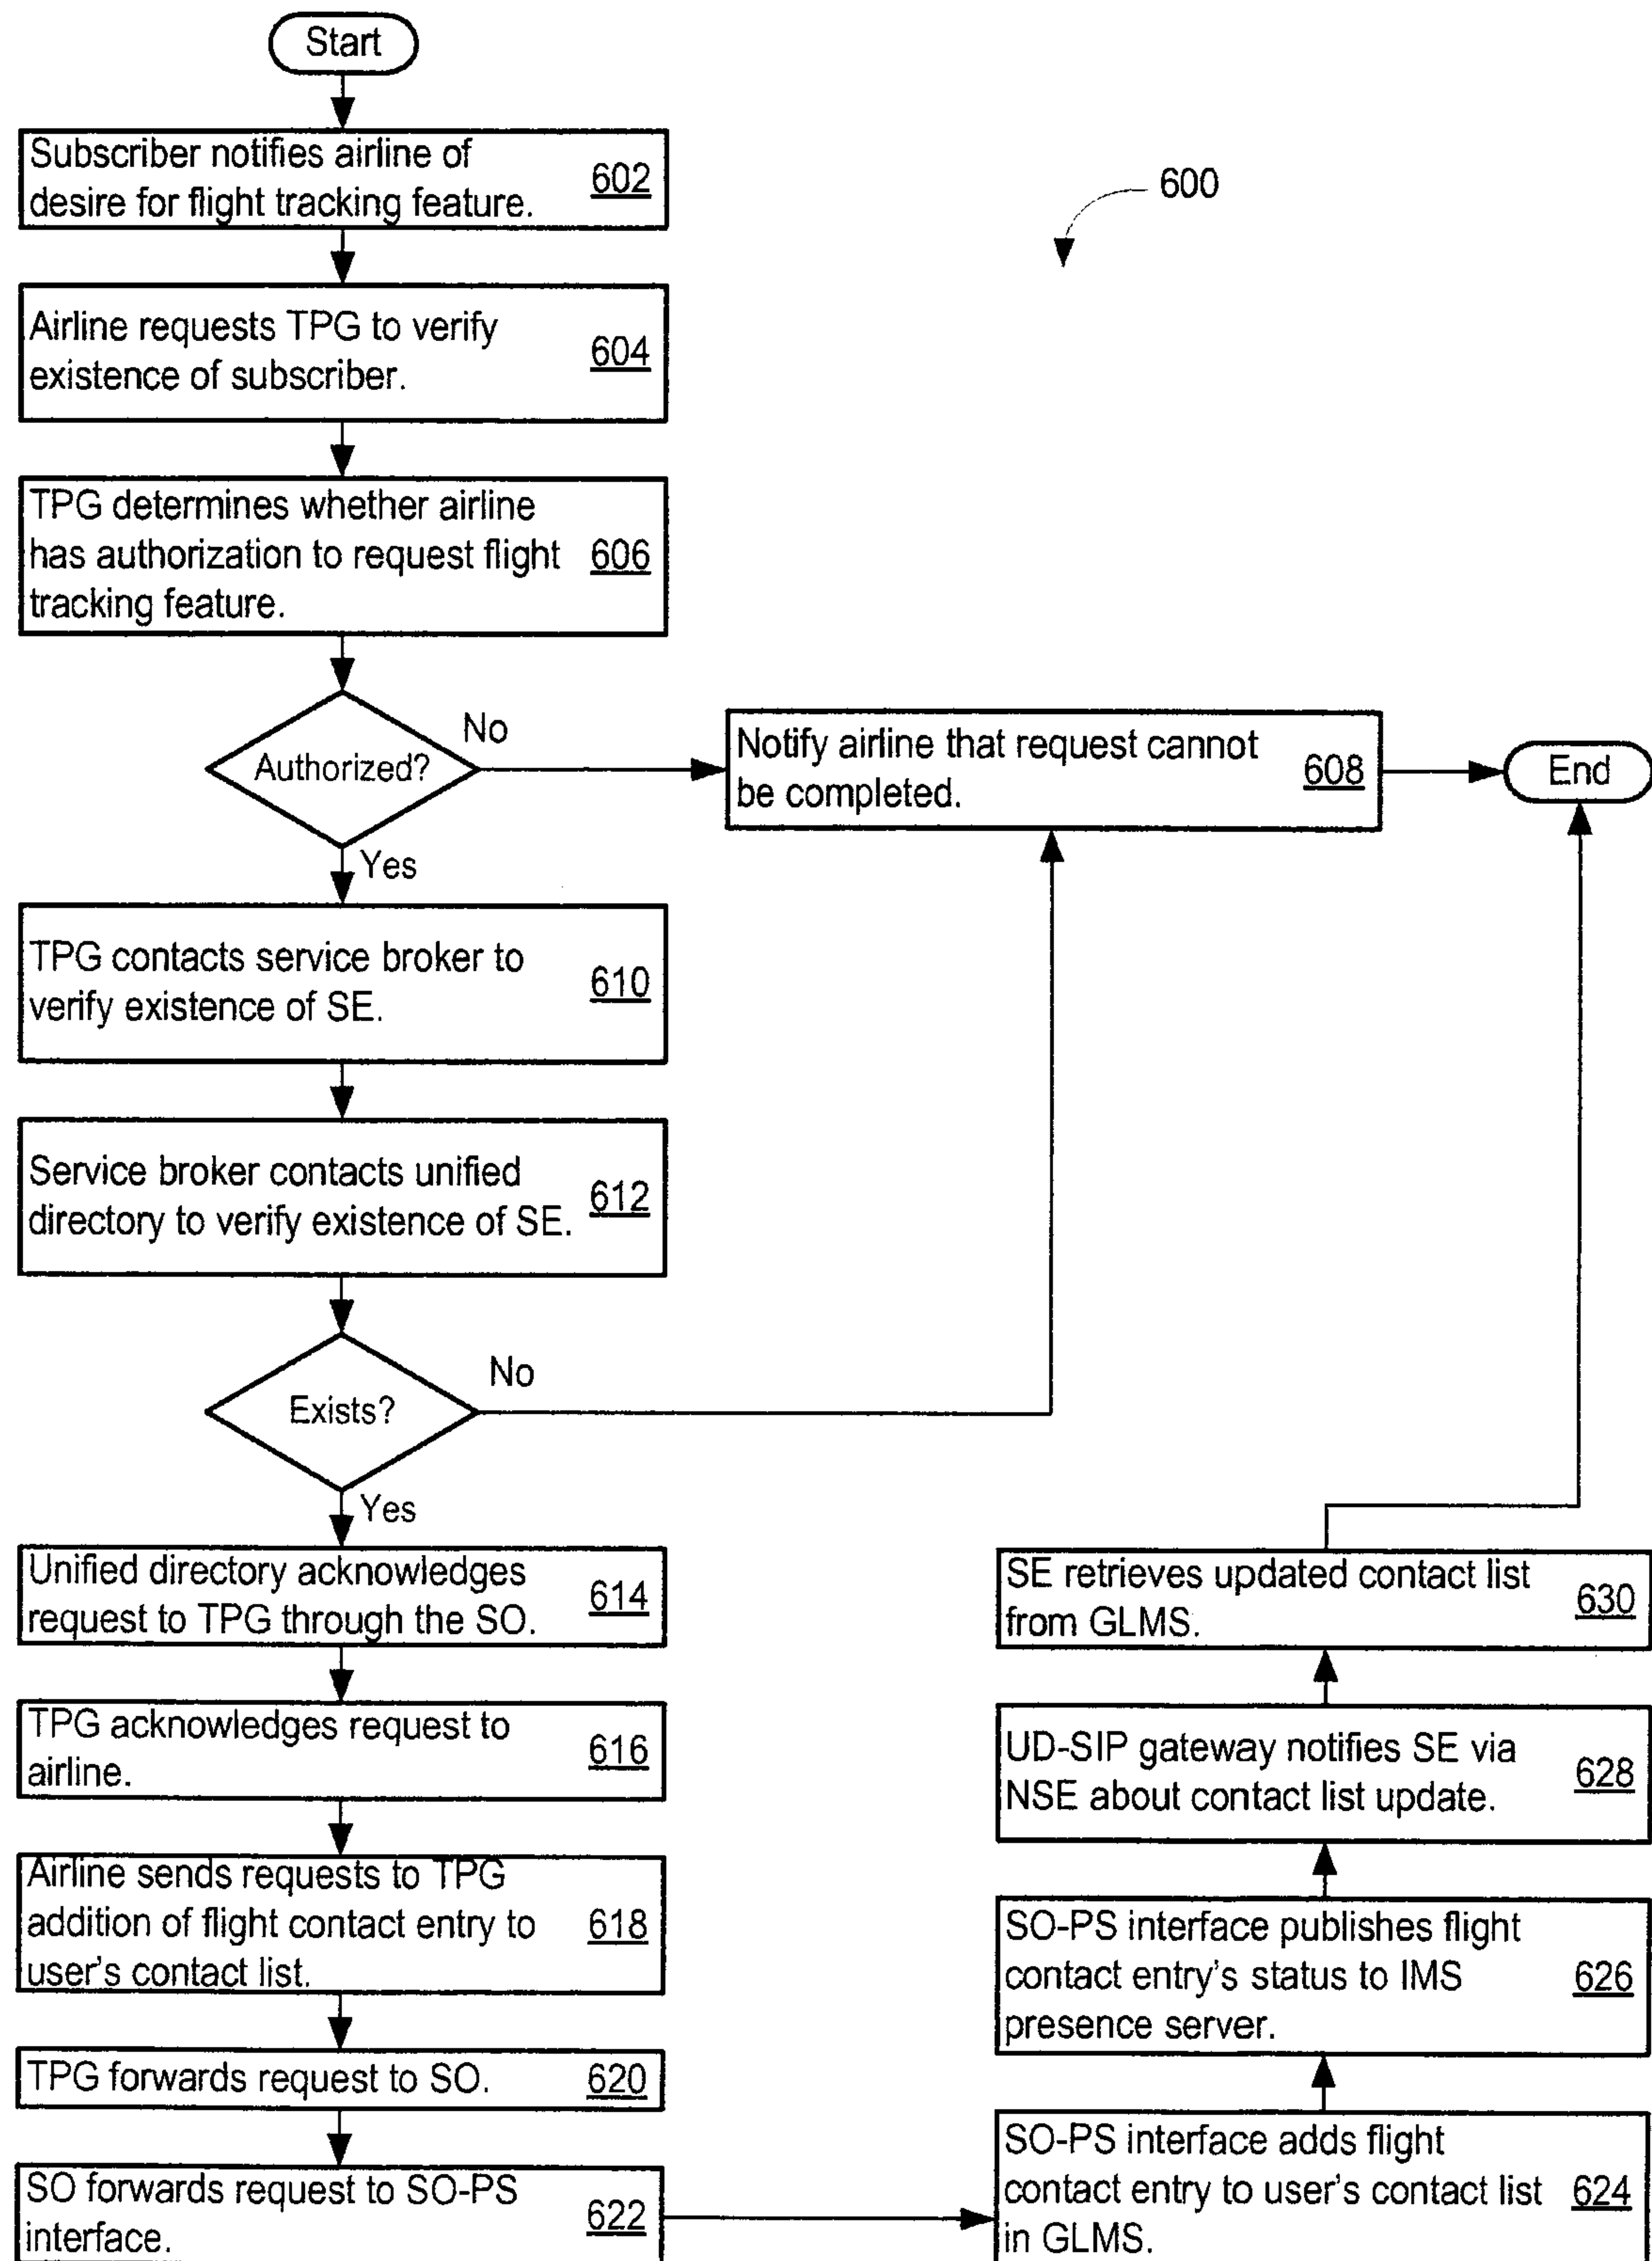 Start
Subscriber notifies airline of
desire for flight tracking feature.
602
600
Airline requests TPG to verify
existence of subscriber.
604
TPG determines whether airline
has authorization to request flight
tracking feature.
606
Authorized?
No
Yes
Notify airline that request cannot
be completed.
608
End
TPG contacts service broker to
verify existence of SE.
610
Service broker contacts unified
directory to verify existence of SE.
612
Exists?
No
Yes
Unified directory acknowledges
request to TPG through the SO.
614
TPG acknowledges request to
airline.
616
Airline sends requests to TPG
addition of flight contact entry to
user's contact list.
618
TPG forwards request to SO.
620
SO forwards request to SO-PS
interface.
622
SO-PS interface adds flight
contact entry to user's contact list
in GLMS.
624
SO-PS interface publishes flight
contact entry's status to IMS
presence server.
626
UD-SIP gateway notifies SE via
NSE about contact list update.
628
SE retrieves updated contact list
from GLMS.
630